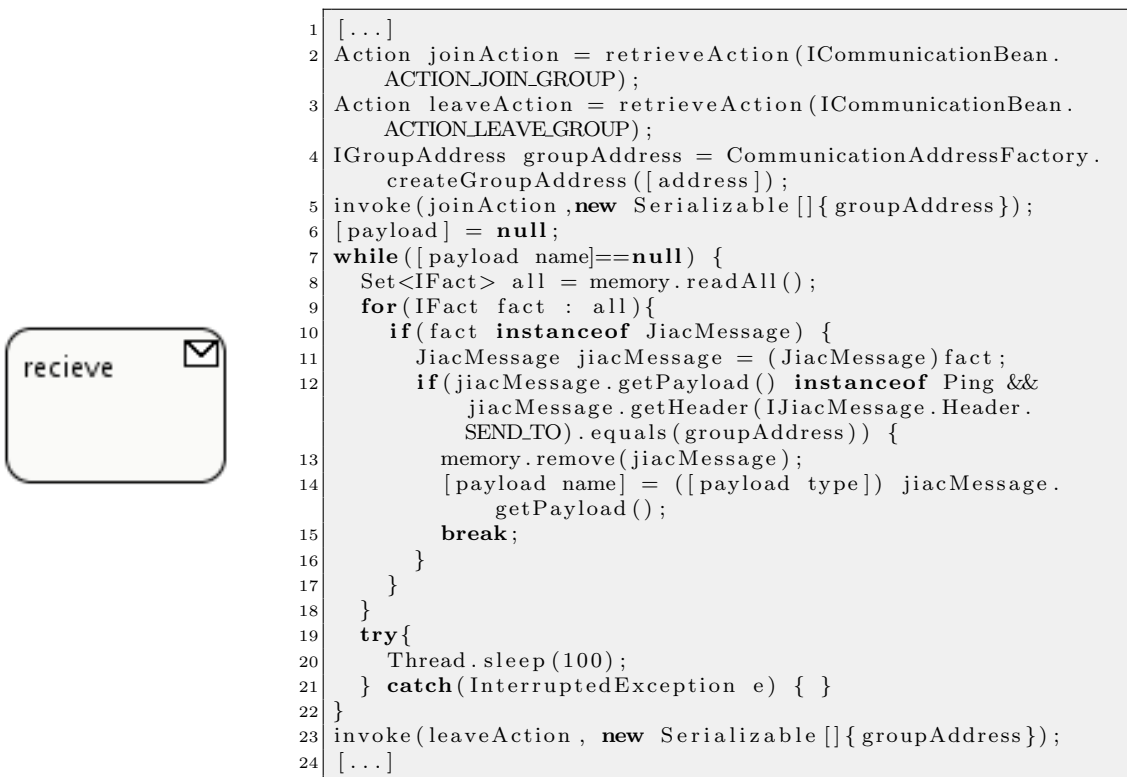 recieve
1 [...]
2 Action joinAction = retrieveAction(ICommunicationBean.
ACTION_JOIN_GROUP);
3 Action leaveAction = retrieveAction(ICommunicationBean.
ACTION_LEAVE_GROUP);
4 IGroupAddress groupAddress = CommunicationAddressFactory.
createGroupAddress([address]);
5 invoke(joinAction,new Serializable[]{groupAddress});
6 [payload] = null;
7 while([payload name]==null) {
8 Set<IFact> all = memory.readAll();
9 for(IFact fact : all){
10 if(fact instanceof JiacMessage) {
11 JiacMessage jiacMessage = (JiacMessage)fact;
12 if(jiacMessage.getPayload() instanceof Ping &&
jiacMessage.getHeader(IJiacMessage.Header.
SEND_TO).equals(groupAddress)) {
13 memory.remove(jiacMessage);
14 [payload name] = ([payload type]) jiacMessage.
getPayload();
15 break;
16 }
17 }
18 }
19 try{
20 Thread.sleep(100);
21 } catch(InterruptedException e) { }
22 }
23 invoke(leaveAction, new Serializable[]{groupAddress});
24 [...]